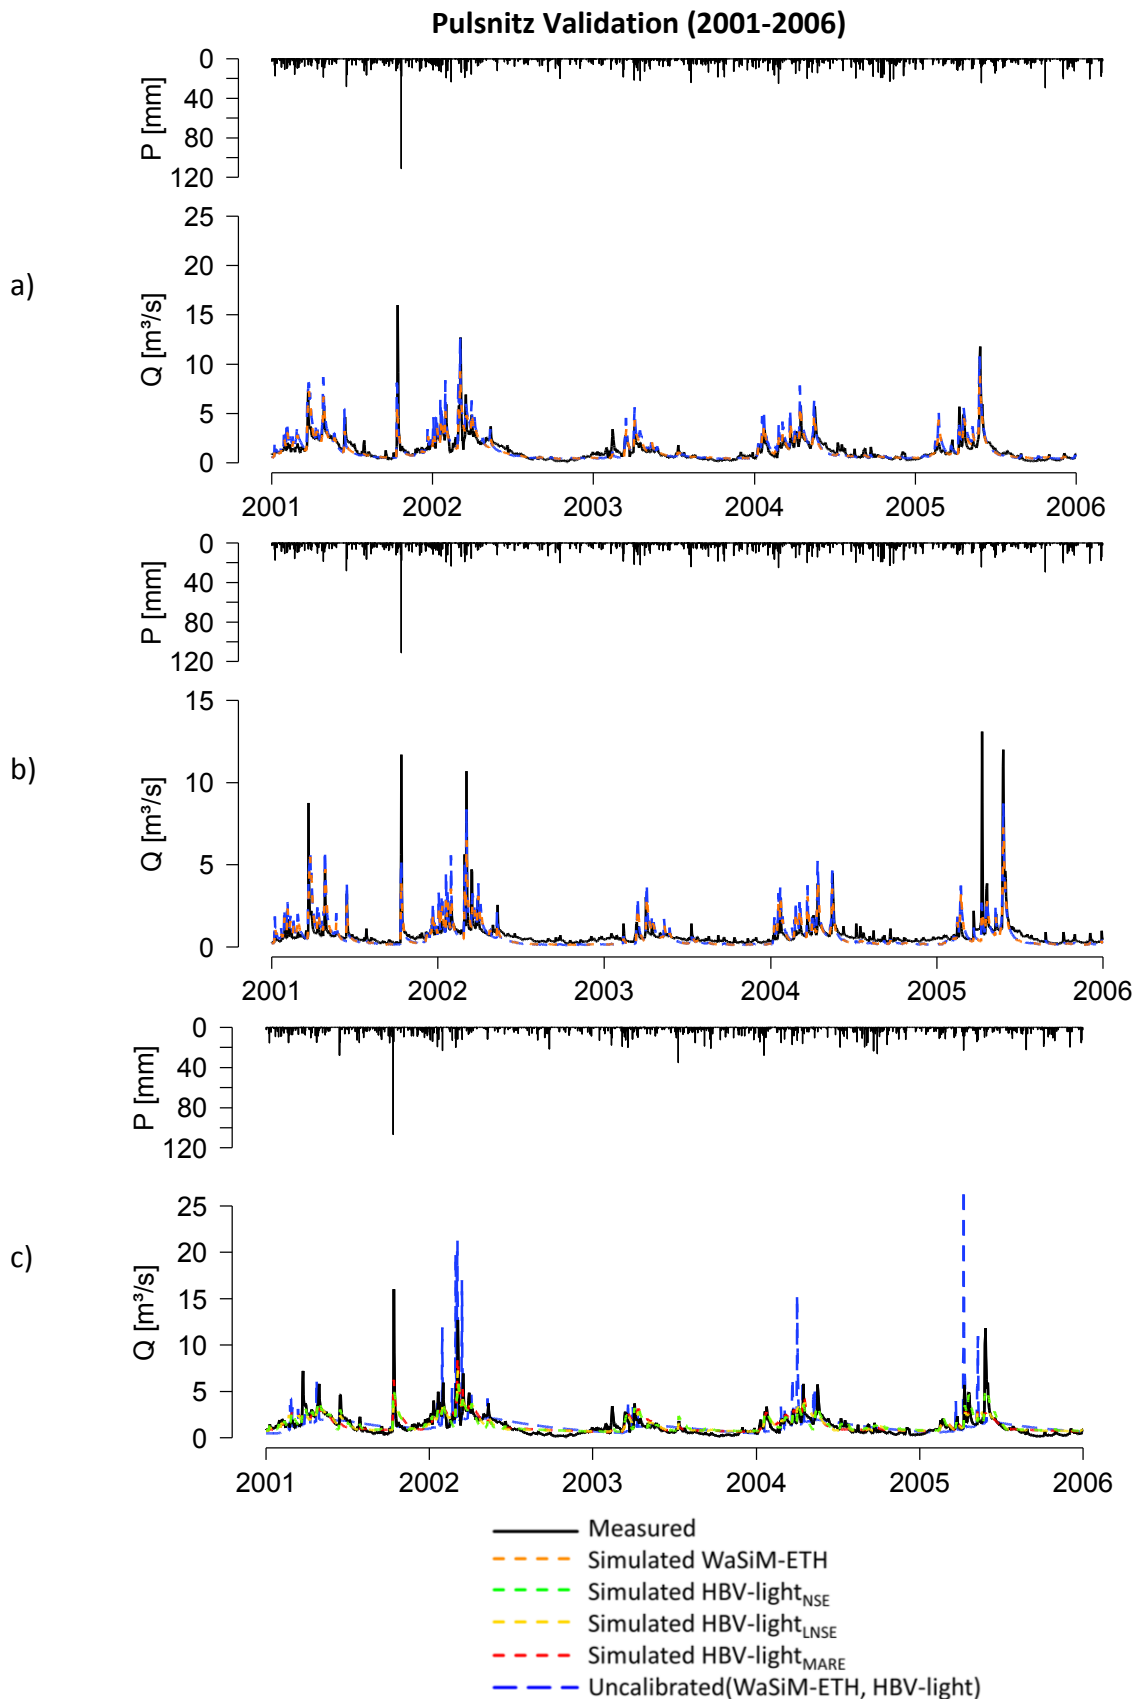 Pulsnitz Validation (2001-2006)
0
40
80
120
P [mm]
25
20
15
10
5
0
Q [m³/s]
a)
2001 2002 2003 2004 2005 2006
0
40
80
120
P [mm]
15
10
5
0
Q [m³/s]
b)
2001 2002 2003 2004 2005 2006
0
40
80
120
P [mm]
25
20
15
10
5
0
Q [m³/s]
c)
2001 2002 2003 2004 2005 2006
Measured
Simulated WaSiM-ETH
Simulated HBV-lightNSE
Simulated HBV-lightLNSE
Simulated HBV-lightMARE
Uncalibrated(WaSiM-ETH, HBV-light)